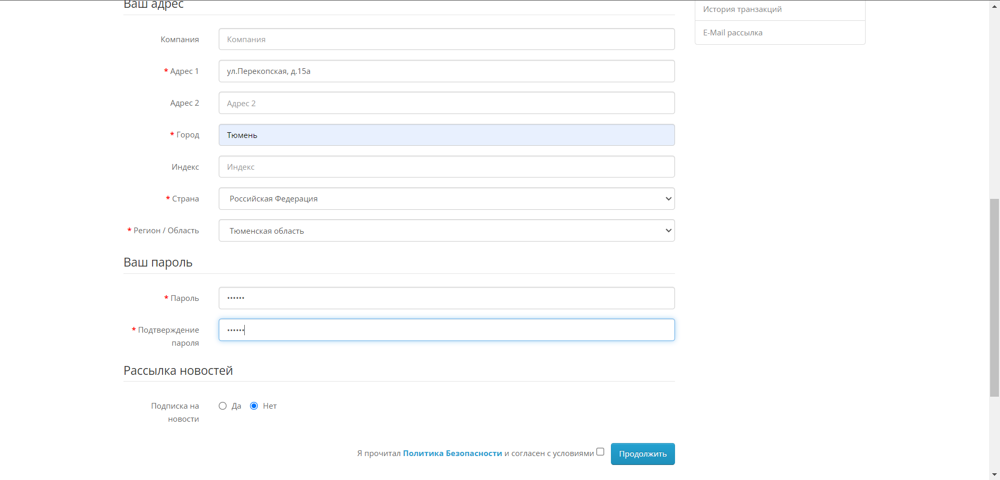 Ваш адрес
История транзакций
E-Mail рассылка
Компания
Компания
* Адрес 1
ул.Перекопская, д.15а
Адрес 2
Адрес 2
* Город
Тюмень
Индекс
Индекс
* Страна
Российская Федерация
* Регион / Область
Тюменская область
Ваш пароль
* Пароль
••••••
* Подтверждение
пароля
••••••
Рассылка новостей
Подписка на
новости
Да
Нет
Я прочитал Политика Безопасности и согласен с условиями
Продолжить